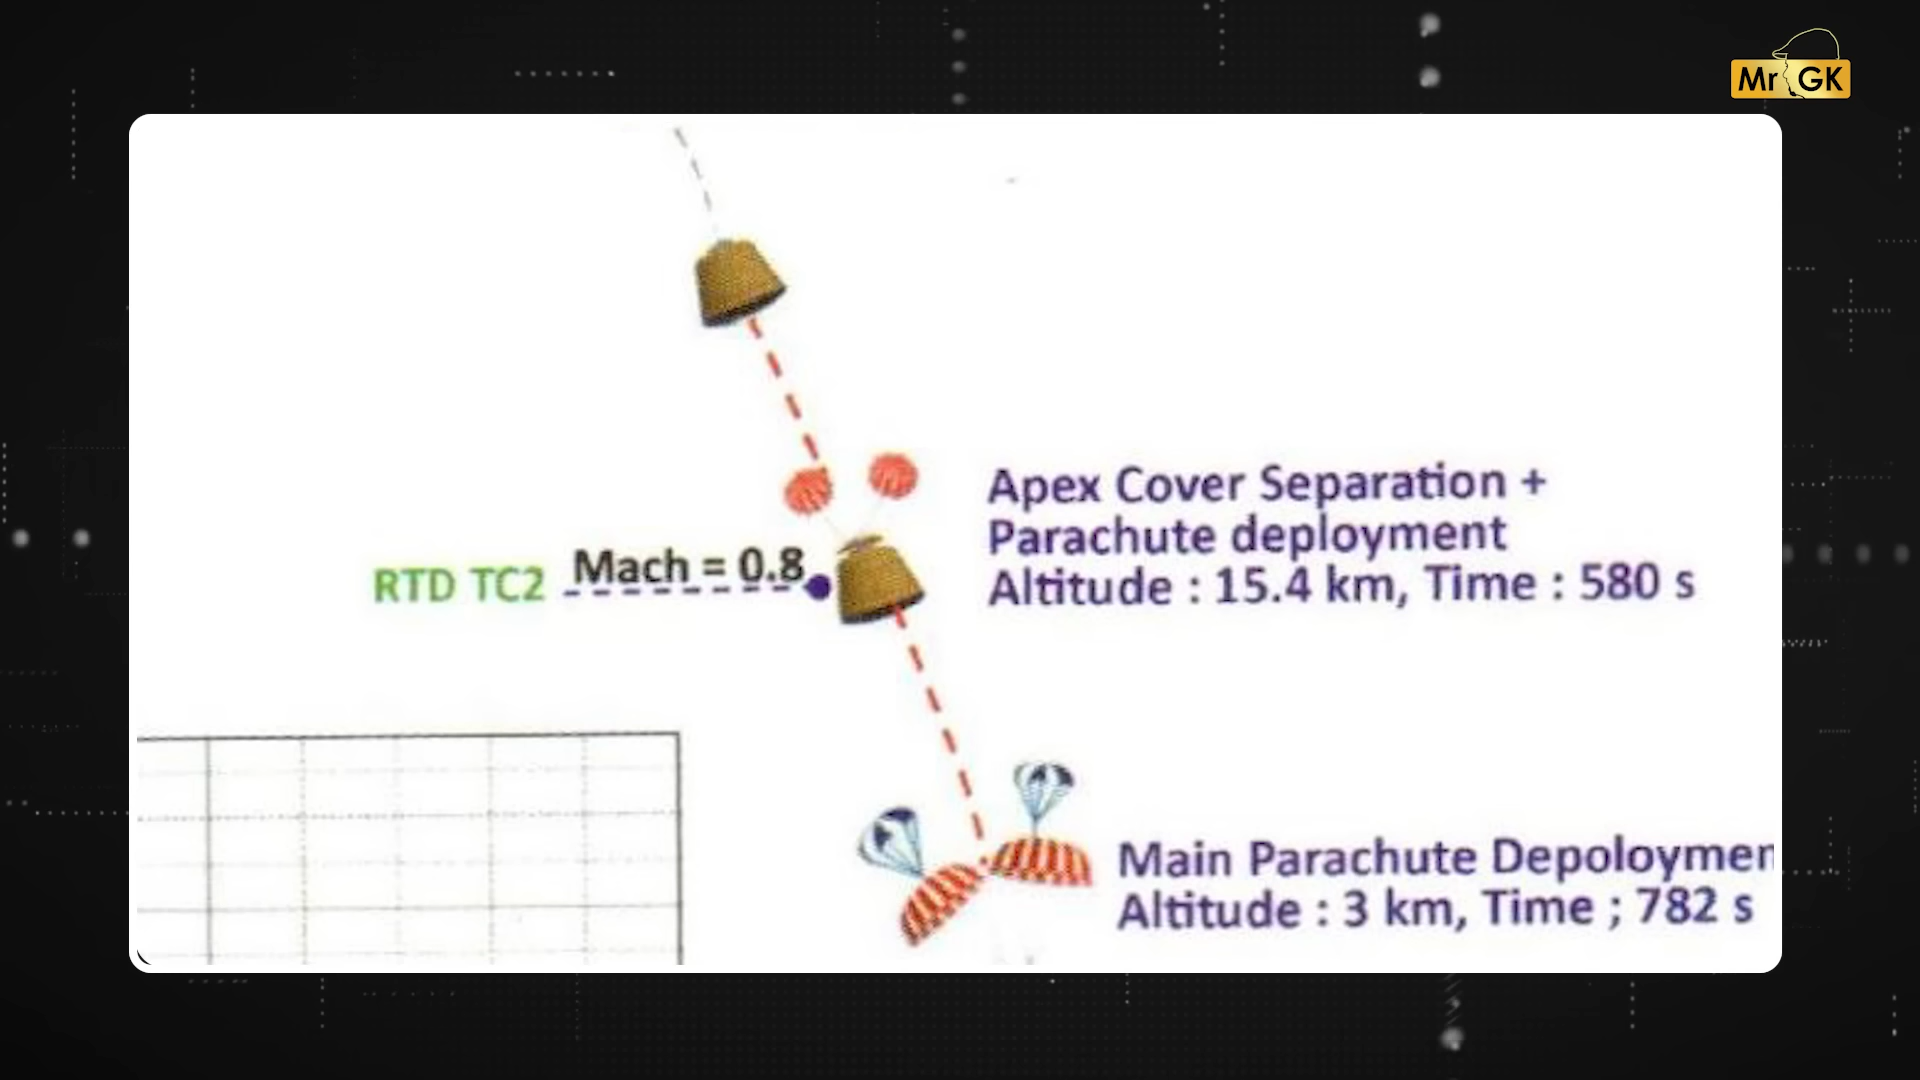 Mr GK
Apex Cover Separation +
Parachute deployment
Altitude : 15.4 km, Time : 580 s
RTD TC2
Mach = 0.8
Main Parachute Depoloymen
Altitude : 3 km, Time ; 782 s